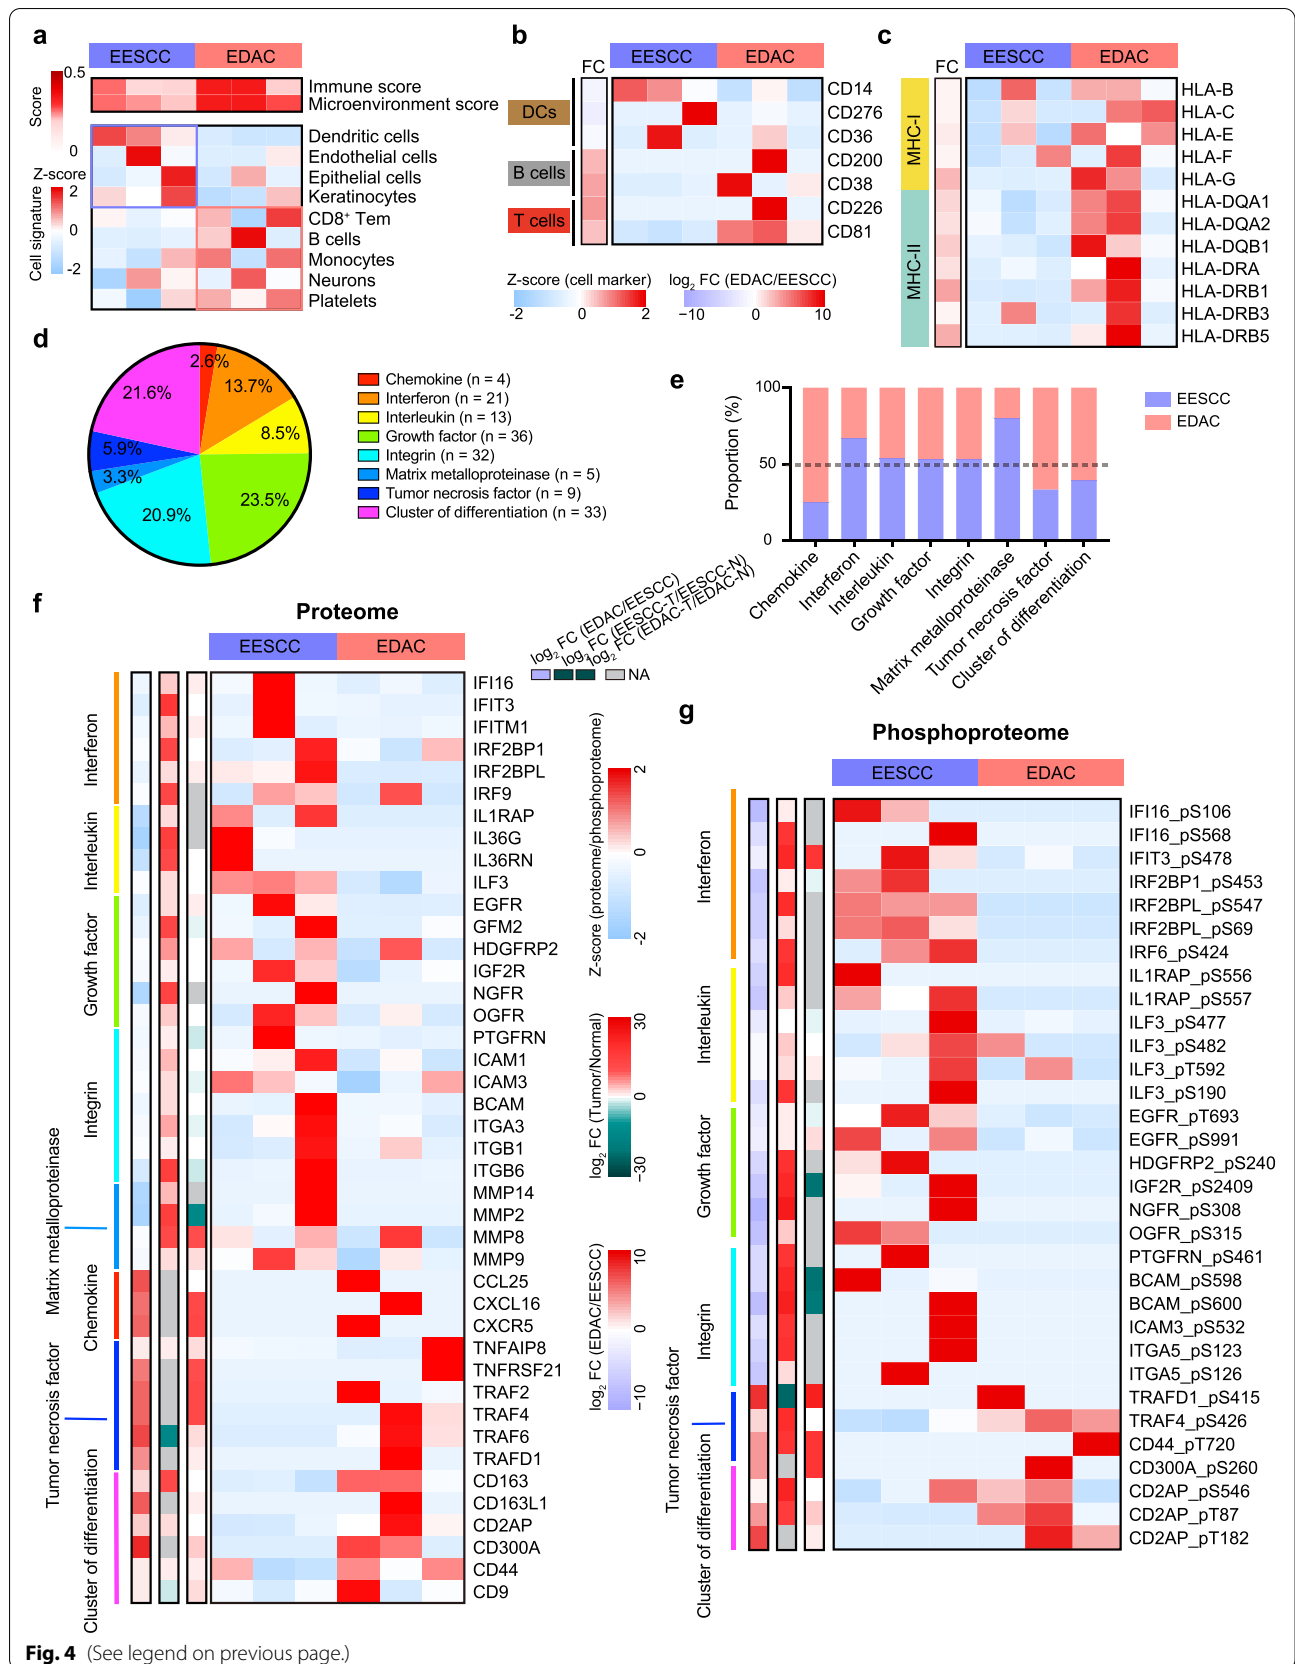 a
EESCC
EDAC
0.5
Score
0
Immune score
Microenvironment score
Z-score
2
0
-2
Cell signature
Dendritic cells
Endothelial cells
Epithelial cells
Keratinocytes
CD8⁺ Tem
B cells
Monocytes
Neurons
Platelets
b
EESCC
EDAC
FC
DCs
B cells
T cells
CD14
CD276
CD36
CD200
CD38
CD226
CD81
Z-score (cell marker)
-2
0
2
log₂ FC (EDAC/EESCC)
−10
0
10
c
EESCC
EDAC
FC
MHC-I
MHC-II
HLA-B
HLA-C
HLA-E
HLA-F
HLA-G
HLA-DQA1
HLA-DQA2
HLA-DQB1
HLA-DRA
HLA-DRB1
HLA-DRB3
HLA-DRB5
d
2.6%
13.7%
8.5%
23.5%
20.9%
3.3%
5.9%
21.6%
Chemokine (n = 4)
Interferon (n = 21)
Interleukin (n = 13)
Growth factor (n = 36)
Integrin (n = 32)
Matrix metalloproteinase (n = 5)
Tumor necrosis factor (n = 9)
Cluster of differentiation (n = 33)
e
Proportion (%)
100
50
0
EESCC
EDAC
Chemokine
Interferon
Interleukin
Growth factor
Integrin
Matrix metalloproteinase
Tumor necrosis factor
Cluster of differentiation
f
Proteome
EESCC
EDAC
log₂ FC (EDAC/EESCC)
log₂ FC (EESCC-T/EESCC-N)
log₂ FC (EDAC-T/EDAC-N)
NA
Interferon
Interleukin
Growth factor
Integrin
Matrix metalloproteinase
Chemokine
Tumor necrosis factor
Cluster of differentiation
IFI16
IFIT3
IFITM1
IRF2BP1
IRF2BPL
IRF9
IL1RAP
IL36G
IL36RN
ILF3
EGFR
GFM2
HDGFRP2
IGF2R
NGFR
OGFR
PTGFRN
ICAM1
ICAM3
BCAM
ITGA3
ITGB1
ITGB6
MMP14
MMP2
MMP8
MMP9
CCL25
CXCL16
CXCR5
TNFAIP8
TNFRSF21
TRAF2
TRAF4
TRAF6
TRAFD1
CD163
CD163L1
CD2AP
CD300A
CD44
CD9
Z-score (proteome/phosphoproteome)
2
0
-2
log₂ FC (Tumor/Normal)
30
0
−30
log₂ FC (EDAC/EESCC)
10
0
−10
g
Phosphoproteome
EESCC
EDAC
Interferon
Interleukin
Growth factor
Integrin
Tumor necrosis factor
Cluster of differentiation
IFI16_pS106
IFI16_pS568
IFIT3_pS478
IRF2BP1_pS453
IRF2BPL_pS547
IRF2BPL_pS69
IRF6_pS424
IL1RAP_pS556
IL1RAP_pS557
ILF3_pS477
ILF3_pS482
ILF3_pT592
ILF3_pS190
EGFR_pT693
EGFR_pS991
HDGFRP2_pS240
IGF2R_pS2409
NGFR_pS308
OGFR_pS315
PTGFRN_pS461
BCAM_pS598
BCAM_pS600
ICAM3_pS532
ITGA5_pS123
ITGA5_pS126
TRAFD1_pS415
TRAF4_pS426
CD44_pT720
CD300A_pS260
CD2AP_pS546
CD2AP_pT87
CD2AP_pT182
Fig. 4 (See legend on previous page.)